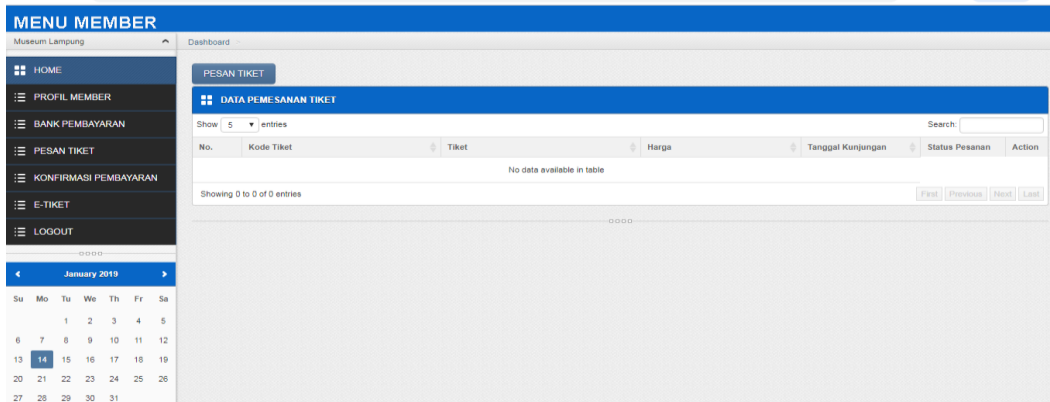 MENU MEMBER
Museum Lampung
Dashboard
HOME
PROFIL MEMBER
BANK PEMBAYARAN
PESAN TIKET
KONFIRMASI PEMBAYARAN
E-TIKET
LOGOUT
January 2019
Su Mo Tu We Th Fr Sa
1 2 3 4 5
6 7 8 9 10 11 12
13 14 15 16 17 18 19
20 21 22 23 24 25 26
27 28 29 30 31
PESAN TIKET
DATA PEMESANAN TIKET
Show 5 entries
Search:
No. Kode Tiket Tiket Harga Tanggal Kunjungan Status Pesanan Action
No data available in table
Showing 0 to 0 of 0 entries
First Previous Next Last